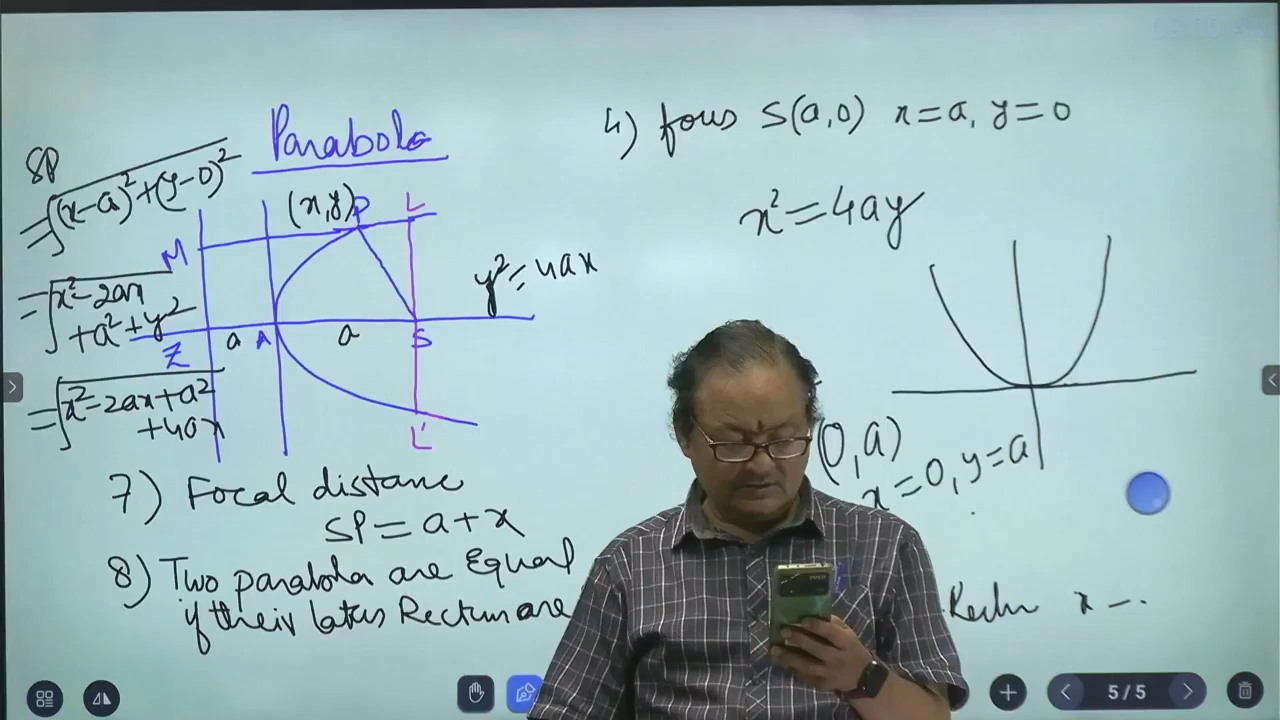 Parabola
SP
=√(x-a)²+(y-0)²
=√x²-2ax
+a²+y²
=√x²-2ax+a²
+4ax
(x,y) P L
M
Z a A a S
L'
y²=4ax
7) Focal distance
SP=a+x
8) Two parabola are Equal
if their latus Rectum are
4) focus S(a,0) x=a, y=0
x²=4ay
(0,a)
x=0, y=a
x -..
5/5